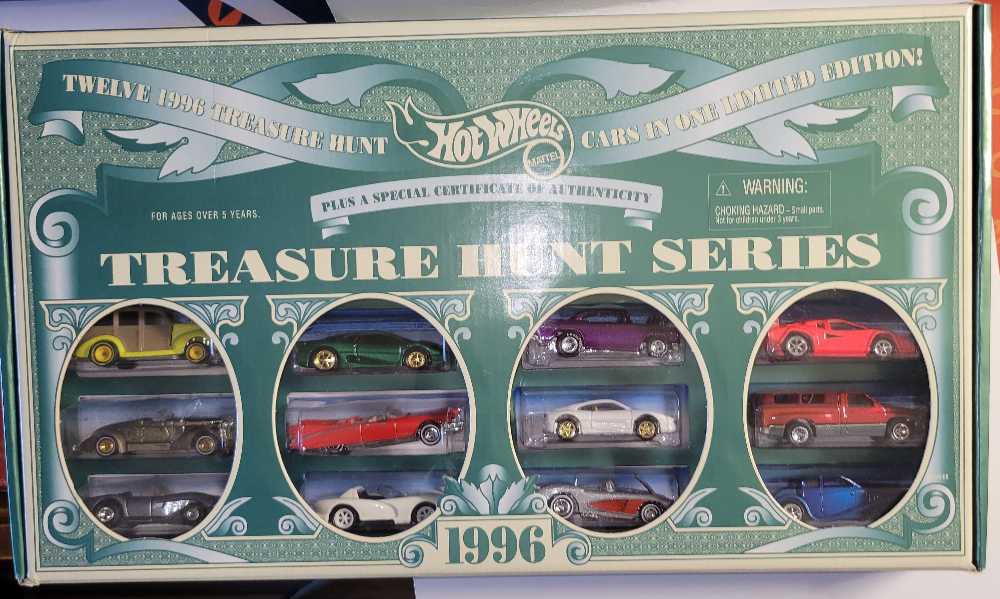 TWELVE 1996 TREASURE HUNT
Hot Wheels
MATTEL
CARS IN ONE LIMITED EDITION!
PLUS A SPECIAL CERTIFICATE OF AUTHENTICITY
FOR AGES OVER 5 YEARS.
WARNING:
CHOKING HAZARD – Small parts.
Not for children under 3 years.
TREASURE HUNT SERIES
1996